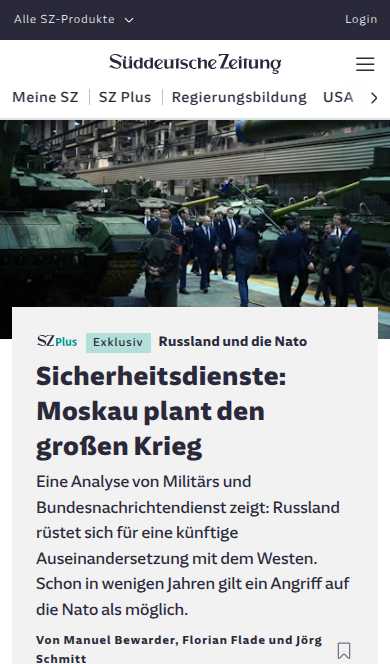 Alle SZ-Produkte
Login
Süddeutsche Zeitung
Meine SZ
SZ Plus
Regierungsbildung
USA
SZ Plus
Exklusiv
Russland und die Nato
Sicherheitsdienste:
Moskau plant den
großen Krieg
Eine Analyse von Militärs und
Bundesnachrichtendienst zeigt: Russland
rüstet sich für eine künftige
Auseinandersetzung mit dem Westen.
Schon in wenigen Jahren gilt ein Angriff auf
die Nato als möglich.
Von Manuel Bewarder, Florian Flade und Jörg
Schmitt